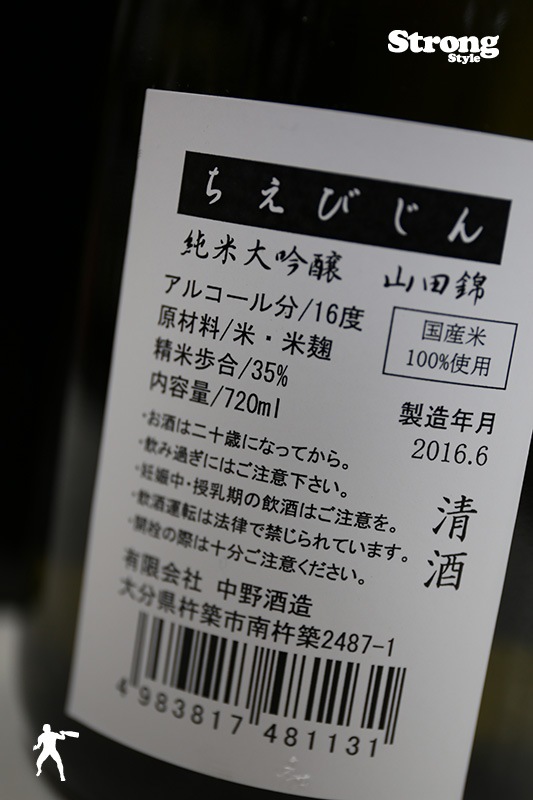 Strong
Style
ちえびじん
純米大吟醸 山田錦
アルコール分/16度
原材料/米・米麹
精米歩合/35%
内容量/720ml
国産米
100%使用
製造年月
2016.6
清酒
・お酒は二十歳になってから。
・飲み過ぎにはご注意下さい。
・妊娠中・授乳期の飲酒はご注意を。
・飲酒運転は法律で禁じられています。
・開栓の際は十分ご注意ください。
有限会社 中野酒造
大分県杵築市南杵築2487-1
4 983817 481131